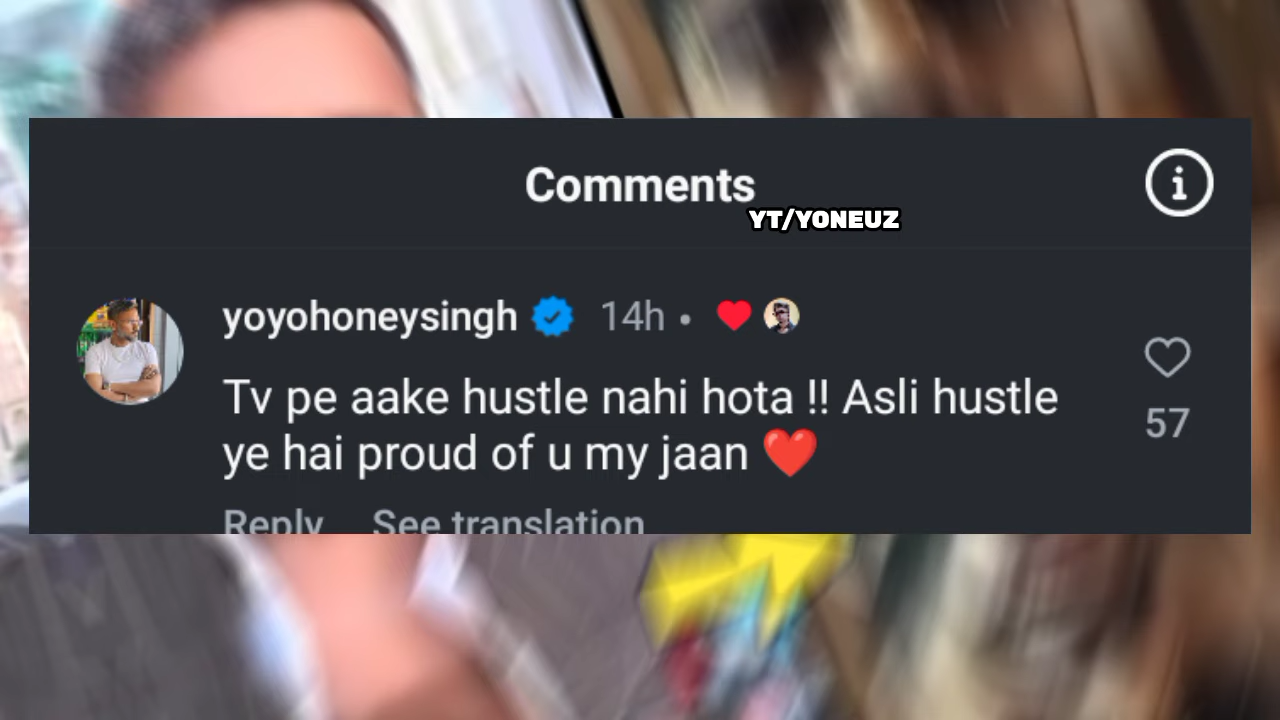 Comments
YT/YONEUZ
yoyohoneysingh 14h •
Tv pe aake hustle nahi hota !! Asli hustle
ye hai proud of u my jaan ❤️
57
Reply See translation